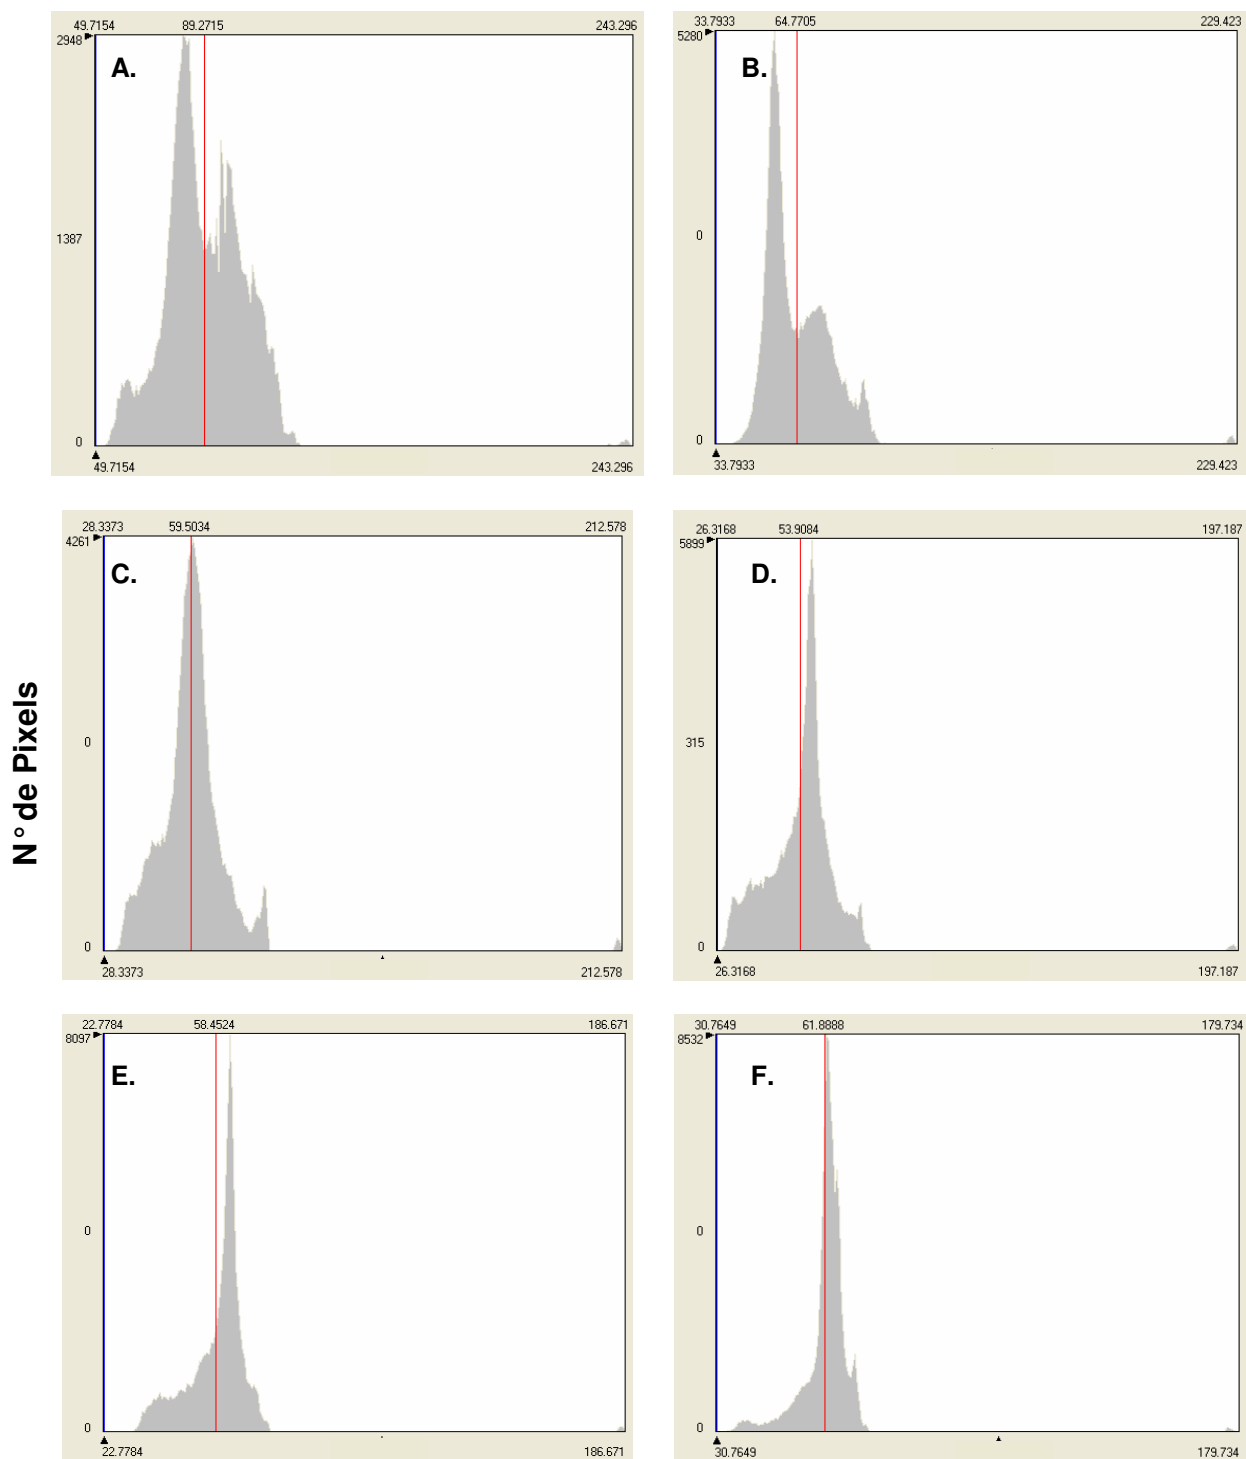 49.7154 89.2715 243.296
2948
A.
1387
0
49.7154 243.296
33.7933 64.7705 229.423
5280
B.
0
0
33.7933 229.423
28.3373 59.5034 212.578
4261
C.
0
0
28.3373 212.578
26.3168 53.9084 197.187
5899
D.
315
0
26.3168 197.187
N° de Pixels
22.7784 58.4524 186.671
8097
E.
0
0
22.7784 186.671
30.7649 61.8888 179.734
8532
F.
0
0
30.7649 179.734